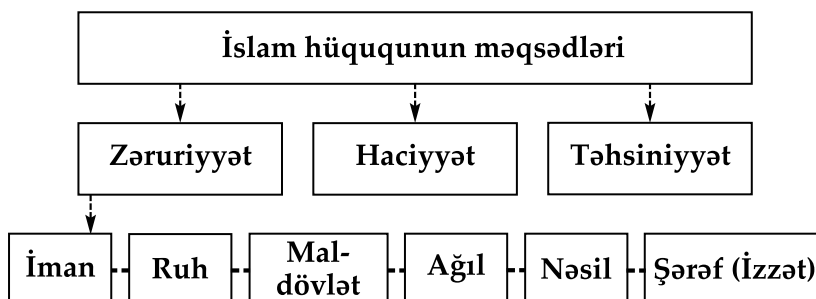 İslam hüququnun məqsədləri
Zəruriyyət
Haciyyət
Təhsiniyyət
İman
Ruh
Mal-
dövlət
Ağıl
Nəsil
Şərəf (İzzət)